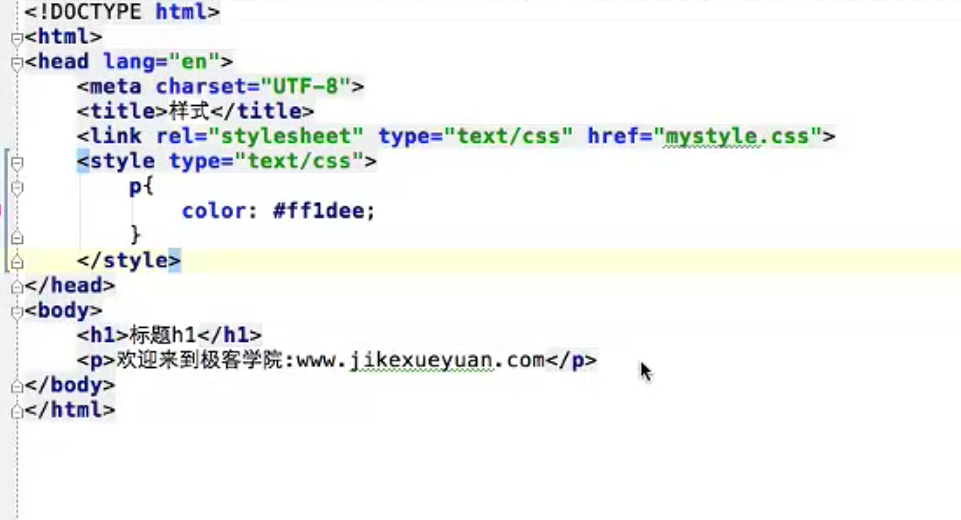 <!DOCTYPE html>
<html>
<head lang="en">
    <meta charset="UTF-8">
    <title>样式</title>
    <link rel="stylesheet" type="text/css" href="mystyle.css">
    <style type="text/css">
        p{
            color: #ff1dee;
        }
    </style>
</head>
<body>
    <h1>标题h1</h1>
    <p>欢迎来到极客学院:www.jikexueyuan.com</p>
</body>
</html>